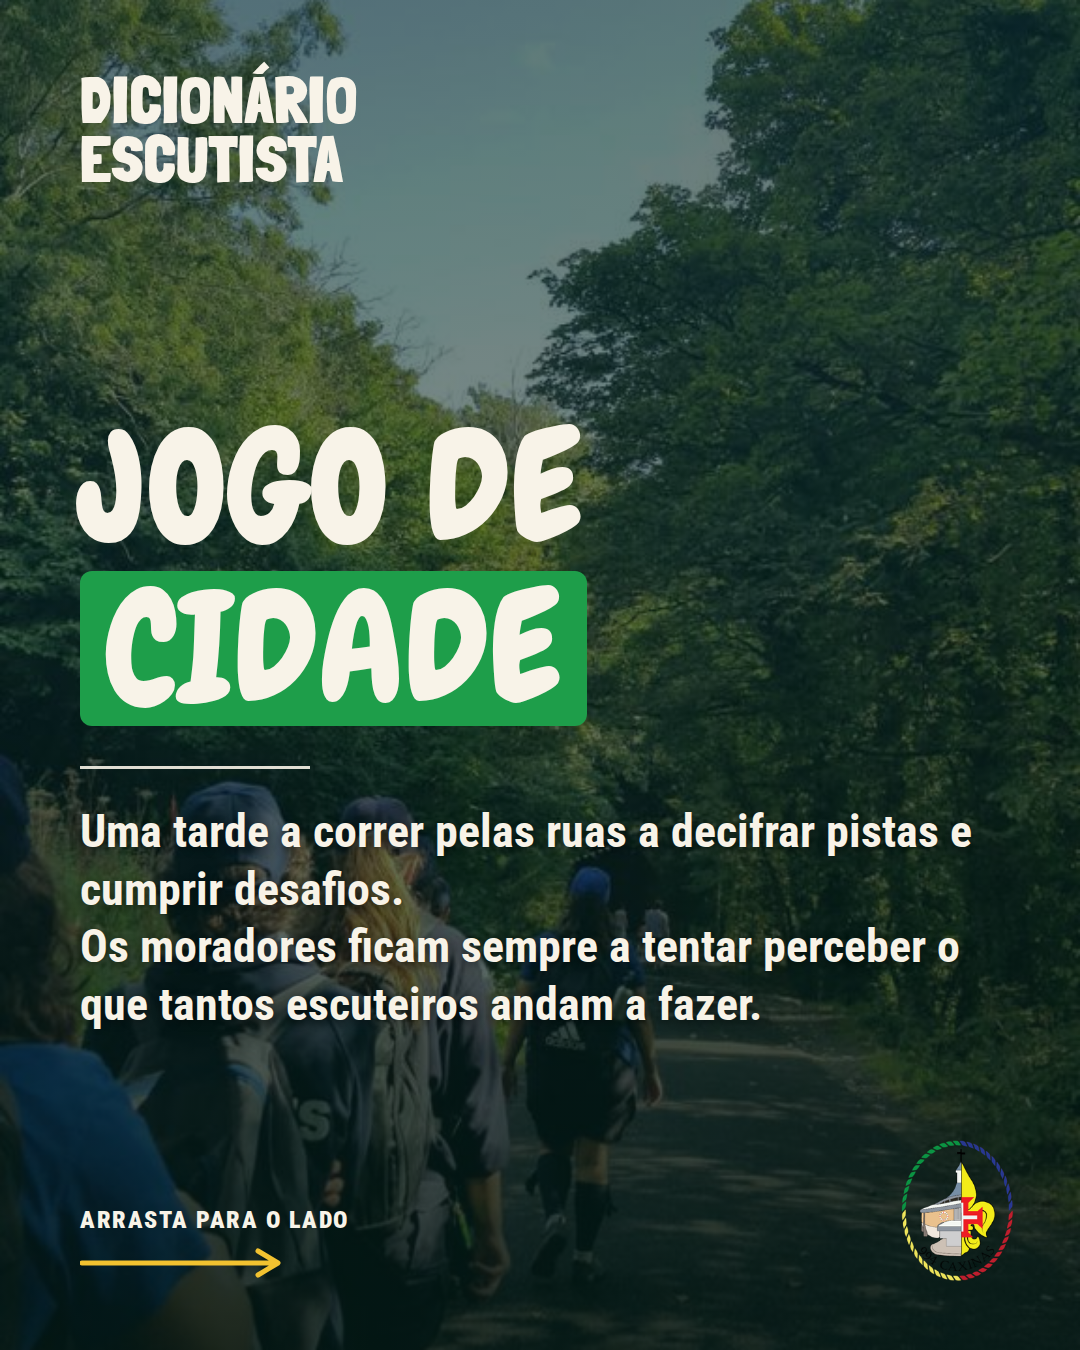 DICIONÁRIO
ESCUTISTA
JOGO DE
CIDADE
Uma tarde a correr pelas ruas a decifrar pistas e
cumprir desafios.
Os moradores ficam sempre a tentar perceber o
que tantos escuteiros andam a fazer.
ARRASTA PARA O LADO